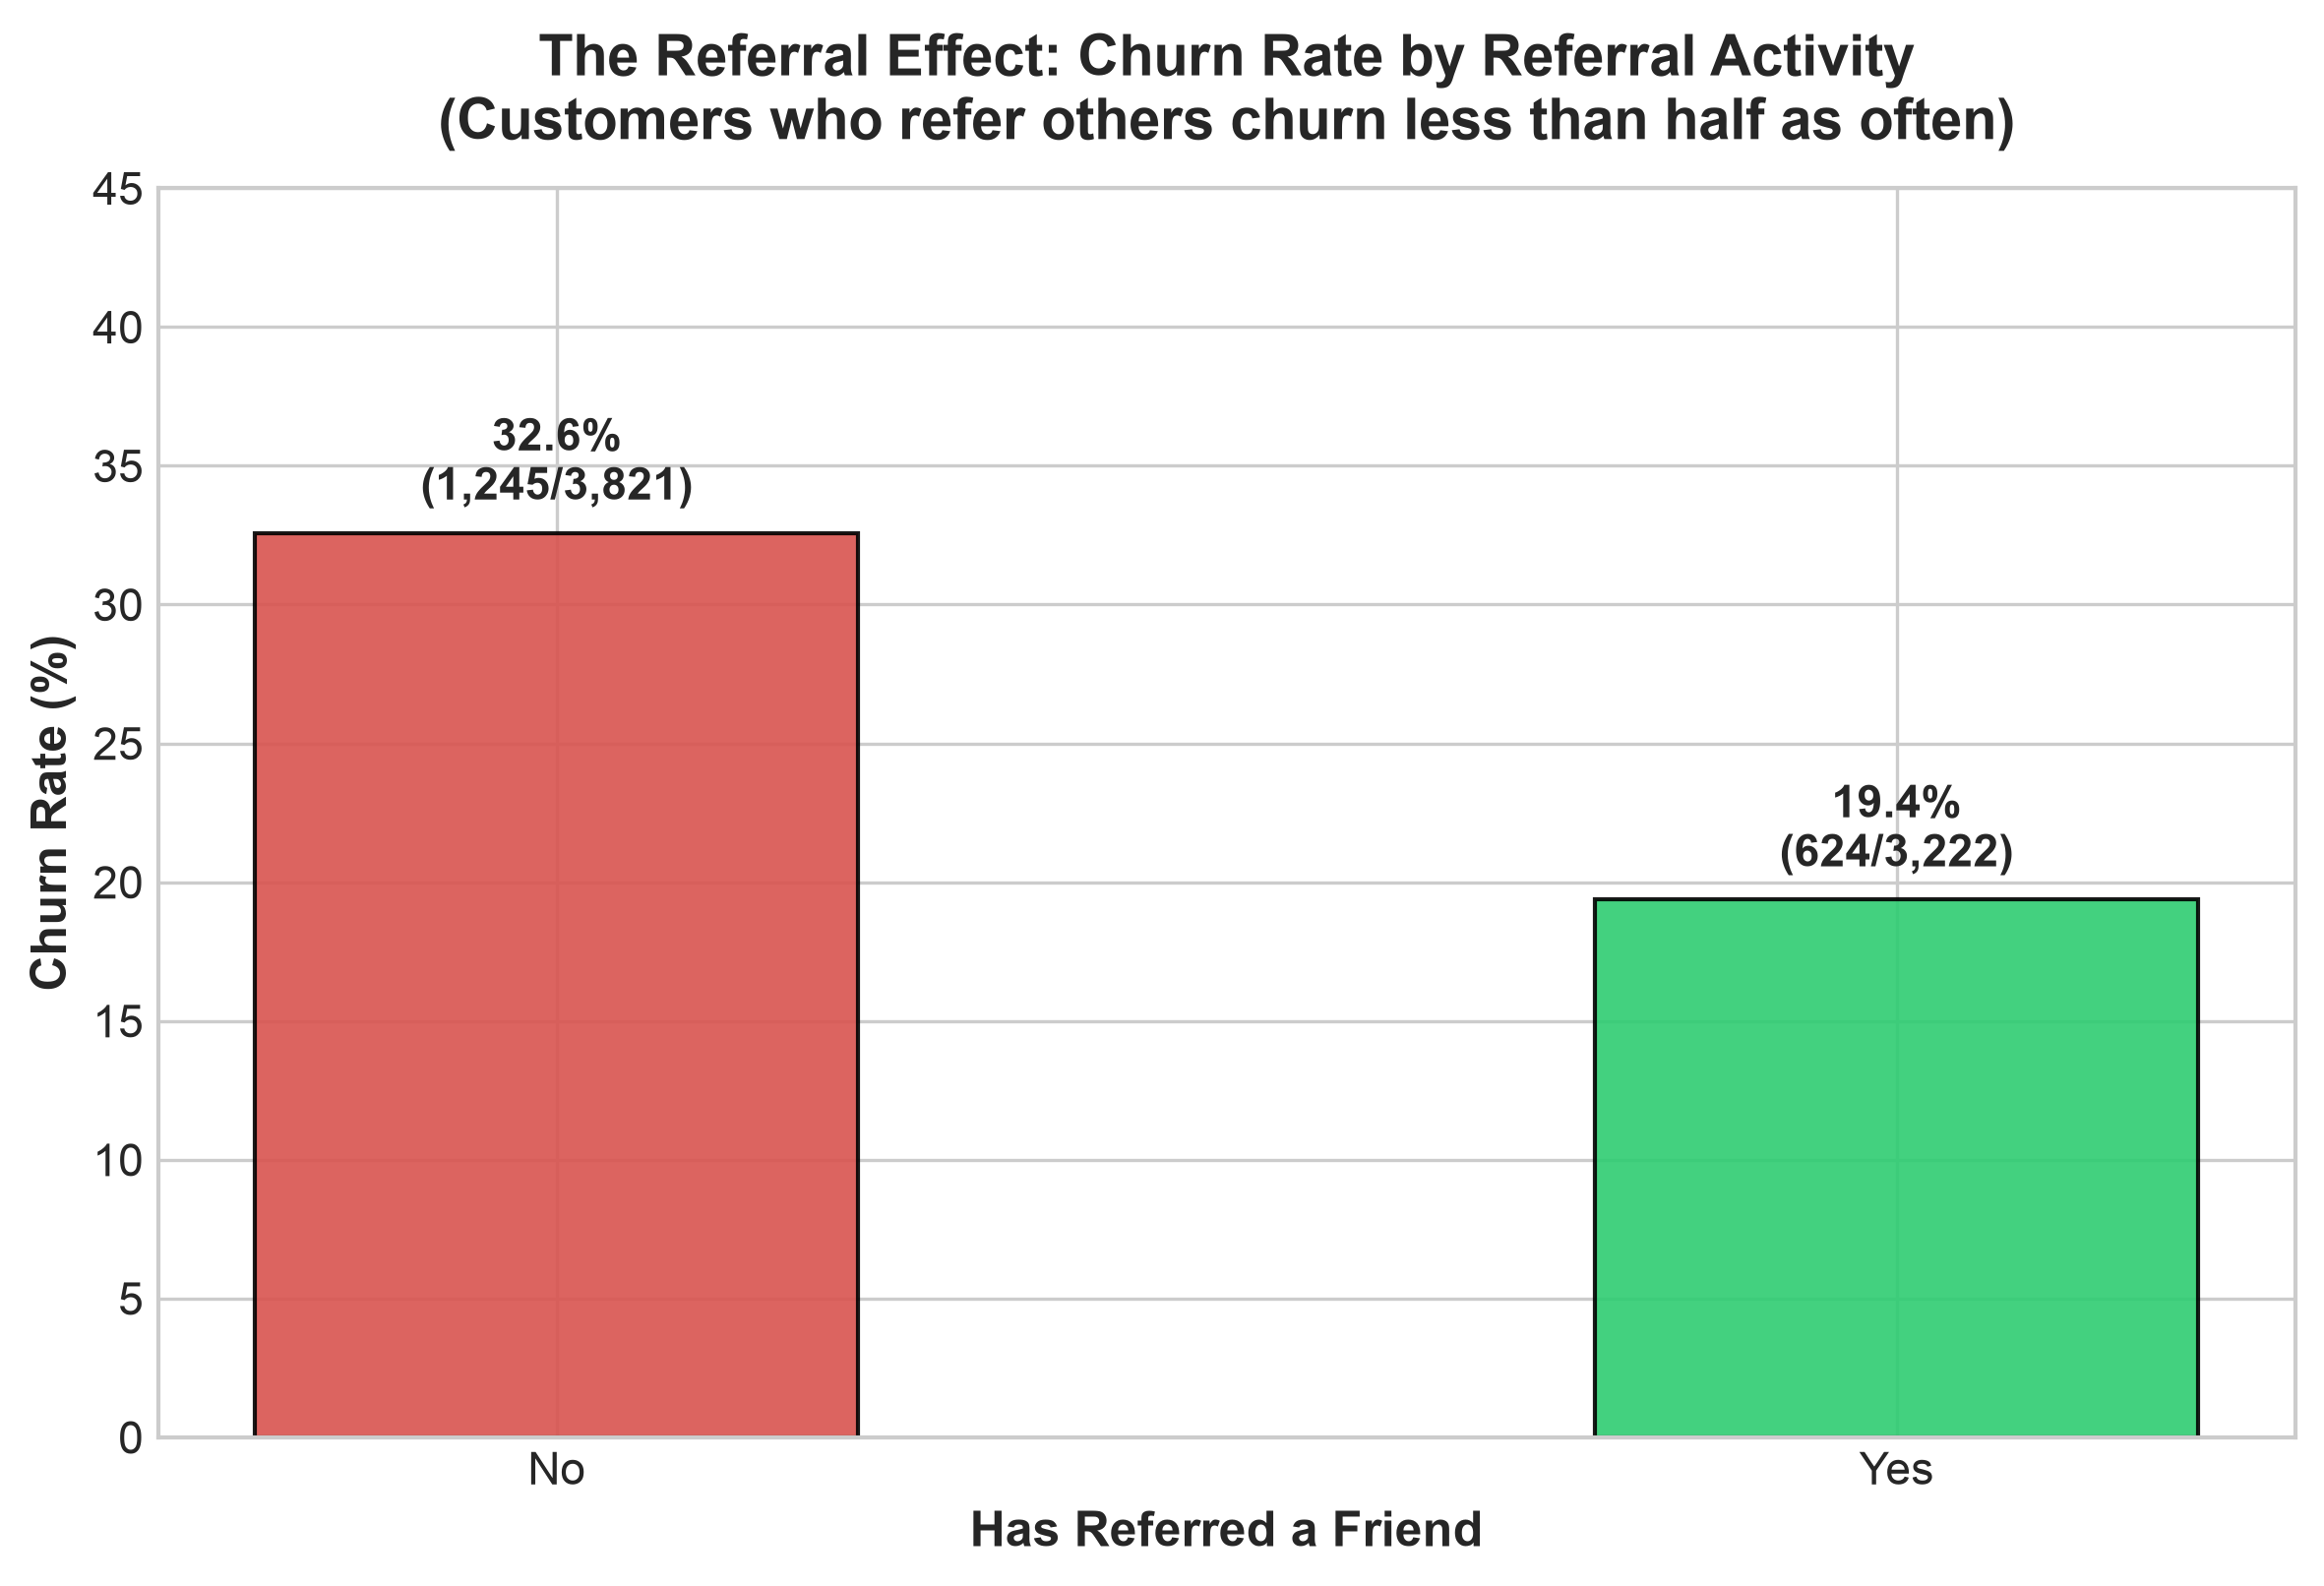 The Referral Effect: Churn Rate by Referral Activity
(Customers who refer others churn less than half as often)
45
40
35
30
25
20
15
10
5
0
Churn Rate (%)
32.6%
(1,245/3,821)
19.4%
(624/3,222)
No
Yes
Has Referred a Friend